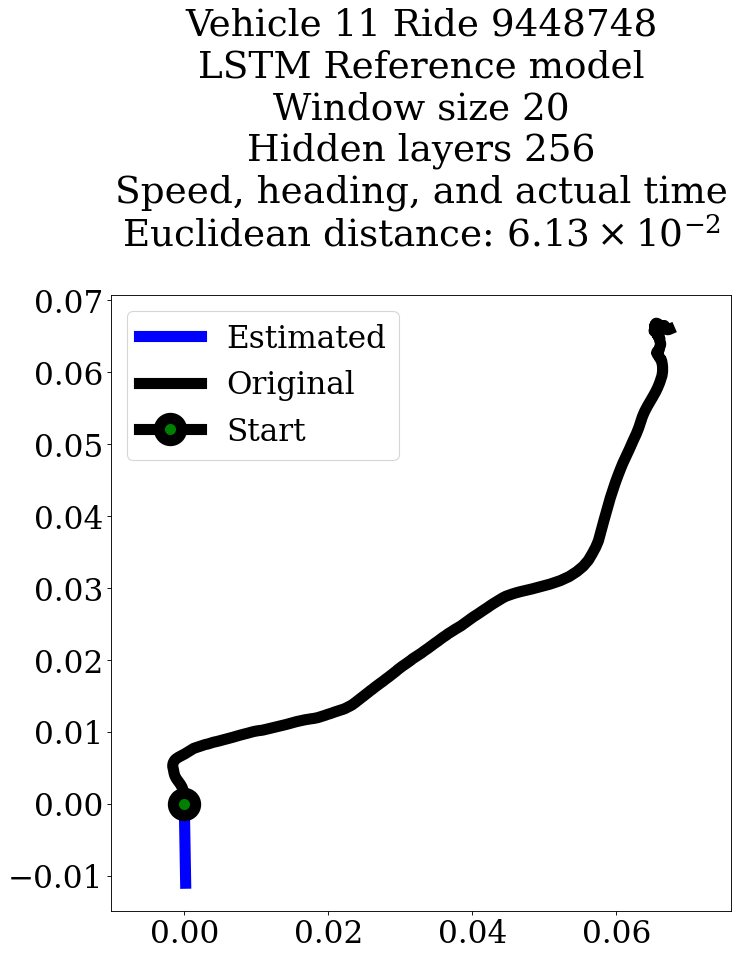 Vehicle 11 Ride 9448748
LSTM Reference model
Window size 20
Hidden layers 256
Speed, heading, and actual time
Euclidean distance: 6.13 × 10⁻²
0.07
0.06
0.05
0.04
0.03
0.02
0.01
0.00
−0.01
Estimated
Original
Start
0.00 0.02 0.04 0.06